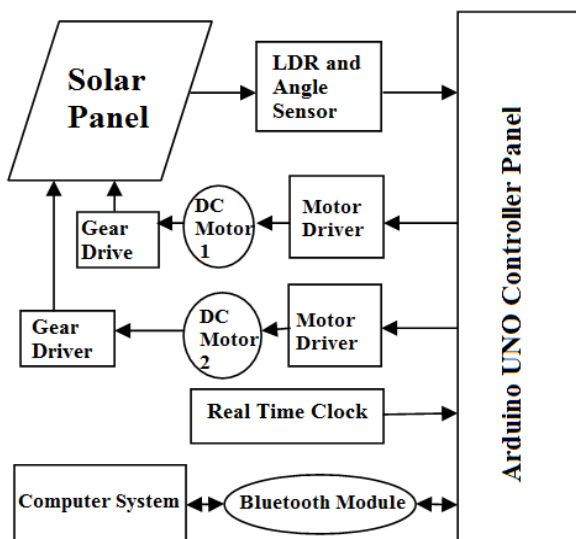 Solar
Panel
LDR and
Angle
Sensor
Gear
Drive
DC
Motor
1
Motor
Driver
Gear
Driver
DC
Motor
2
Motor
Driver
Real Time Clock
Computer System
Bluetooth Module
Arduino UNO Controller Panel